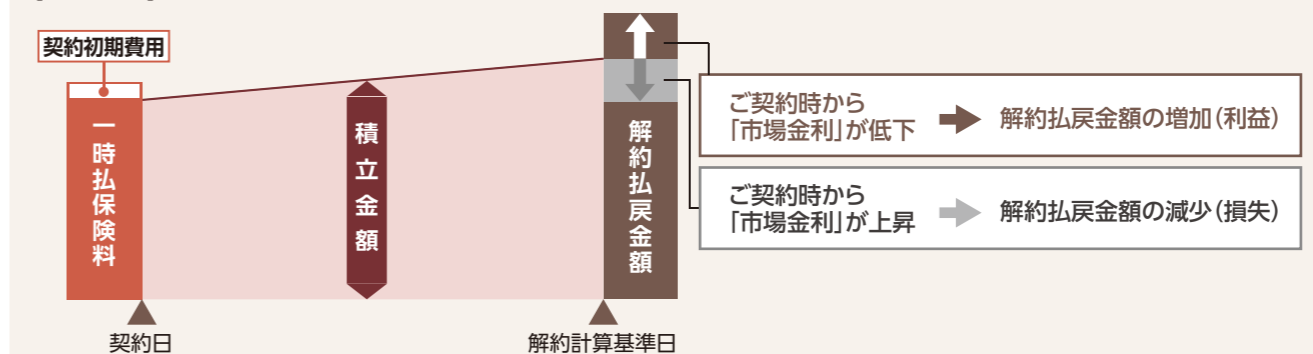 契約初期費用
一時払保険料
積立金額
解約払戻金額
ご契約時から
「市場金利」が低下
解約払戻金額の増加(利益)
ご契約時から
「市場金利」が上昇
解約払戻金額の減少(損失)
契約日
解約計算基準日